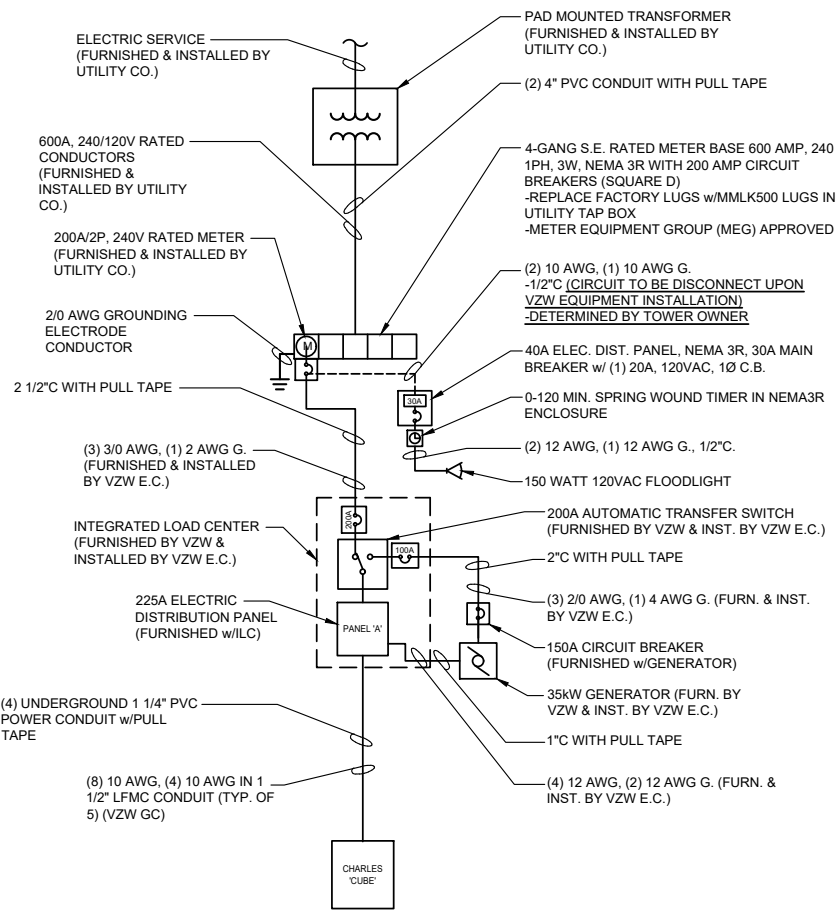 ELECTRIC SERVICE
(FURNISHED & INSTALLED BY
UTILITY CO.)
PAD MOUNTED TRANSFORMER
(FURNISHED & INSTALLED BY
UTILITY CO.)
(2) 4" PVC CONDUIT WITH PULL TAPE
600A, 240/120V RATED
CONDUCTORS
(FURNISHED &
INSTALLED BY UTILITY
CO.)
4-GANG S.E. RATED METER BASE 600 AMP, 240
1PH, 3W, NEMA 3R WITH 200 AMP CIRCUIT
BREAKERS (SQUARE D)
-REPLACE FACTORY LUGS w/MMLK500 LUGS IN
UTILITY TAP BOX
-METER EQUIPMENT GROUP (MEG) APPROVED
200A/2P, 240V RATED METER
(FURNISHED & INSTALLED BY
UTILITY CO.)
(2) 10 AWG, (1) 10 AWG G.
-1/2"C (CIRCUIT TO BE DISCONNECT UPON
VZW EQUIPMENT INSTALLATION)
-DETERMINED BY TOWER OWNER
2/0 AWG GROUNDING
ELECTRODE
CONDUCTOR
M
40A ELEC. DIST. PANEL, NEMA 3R, 30A MAIN
BREAKER w/ (1) 20A, 120VAC, 1Ø C.B.
30A
2 1/2"C WITH PULL TAPE
0-120 MIN. SPRING WOUND TIMER IN NEMA3R
ENCLOSURE
(3) 3/0 AWG, (1) 2 AWG G.
(FURNISHED & INSTALLED
BY VZW E.C.)
(2) 12 AWG, (1) 12 AWG G., 1/2"C.
150 WATT 120VAC FLOODLIGHT
INTEGRATED LOAD CENTER
(FURNISHED BY VZW &
INSTALLED BY VZW E.C.)
200A
200A AUTOMATIC TRANSFER SWITCH
(FURNISHED BY VZW & INST. BY VZW E.C.)
100A
2"C WITH PULL TAPE
225A ELECTRIC
DISTRIBUTION PANEL
(FURNISHED w/ILC)
PANEL 'A'
(3) 2/0 AWG, (1) 4 AWG G. (FURN. & INST.
BY VZW E.C.)
150A CIRCUIT BREAKER
(FURNISHED w/GENERATOR)
35kW GENERATOR (FURN. BY
VZW & INST. BY VZW E.C.)
(4) UNDERGROUND 1 1/4" PVC
POWER CONDUIT w/PULL
TAPE
1"C WITH PULL TAPE
(8) 10 AWG, (4) 10 AWG IN 1
1/2" LFMC CONDUIT (TYP. OF
5) (VZW GC)
(4) 12 AWG, (2) 12 AWG G. (FURN. &
INST. BY VZW E.C.)
CHARLES
'CUBE'